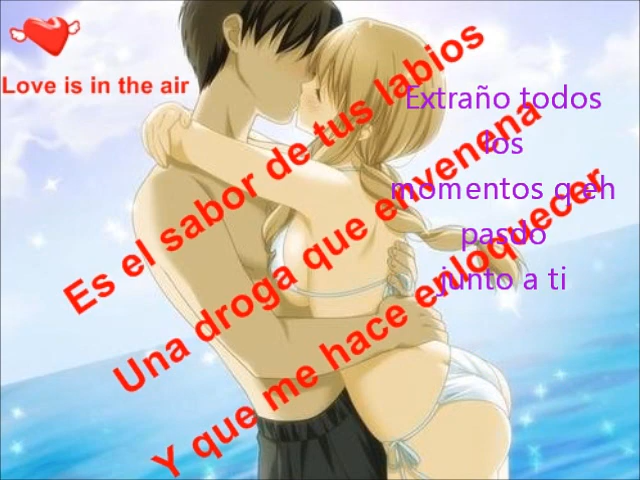 Love is in the air
Es el sabor de tus labios
Una droga que envenena
Y que me hace enloquecer
Extraño todos
los
momentos q eh
pasdo
junto a ti